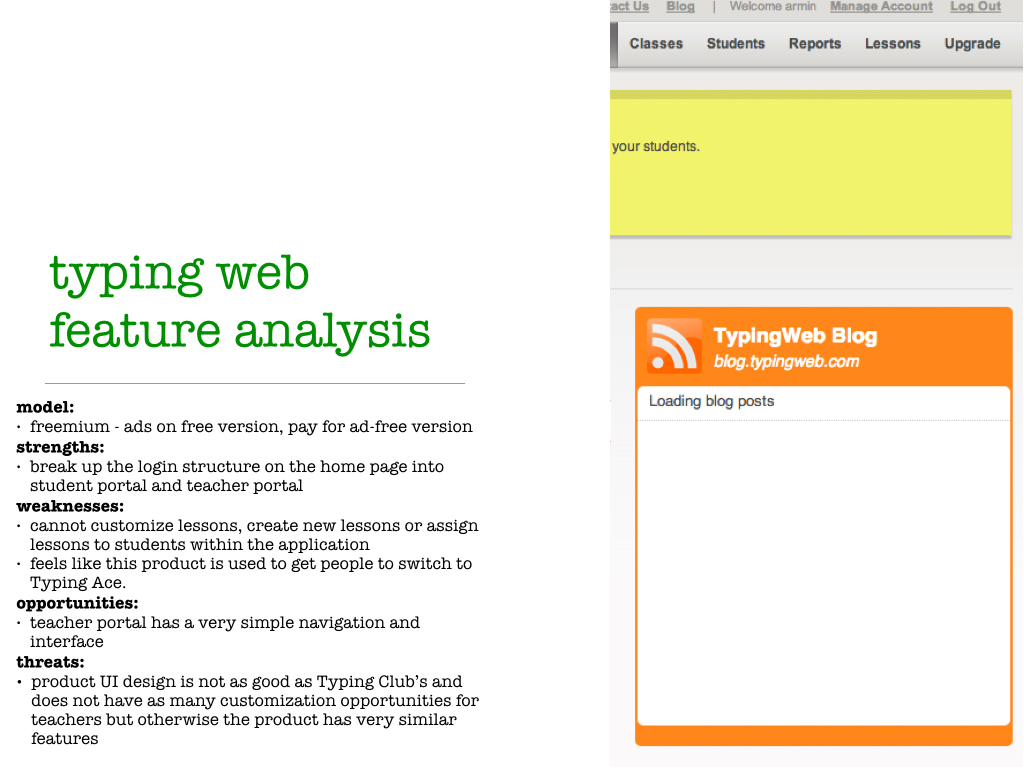 typing web
feature analysis
model:
· freemium - ads on free version, pay for ad-free version
strengths:
· break up the login structure on the home page into
student portal and teacher portal
weaknesses:
· cannot customize lessons, create new lessons or assign
lessons to students within the application
· feels like this product is used to get people to switch to
Typing Ace.
opportunities:
· teacher portal has a very simple navigation and
interface
threats:
• product UI design is not as good as Typing Club's and
does not have as many customization opportunities for
teachers but otherwise the product has very similar
features
Us Blog | Welcome armin Manage Account Log Out
Classes Students Reports Lessons Upgrade
your students.
TypingWeb Blog
blog.typingweb.com
Loading blog posts